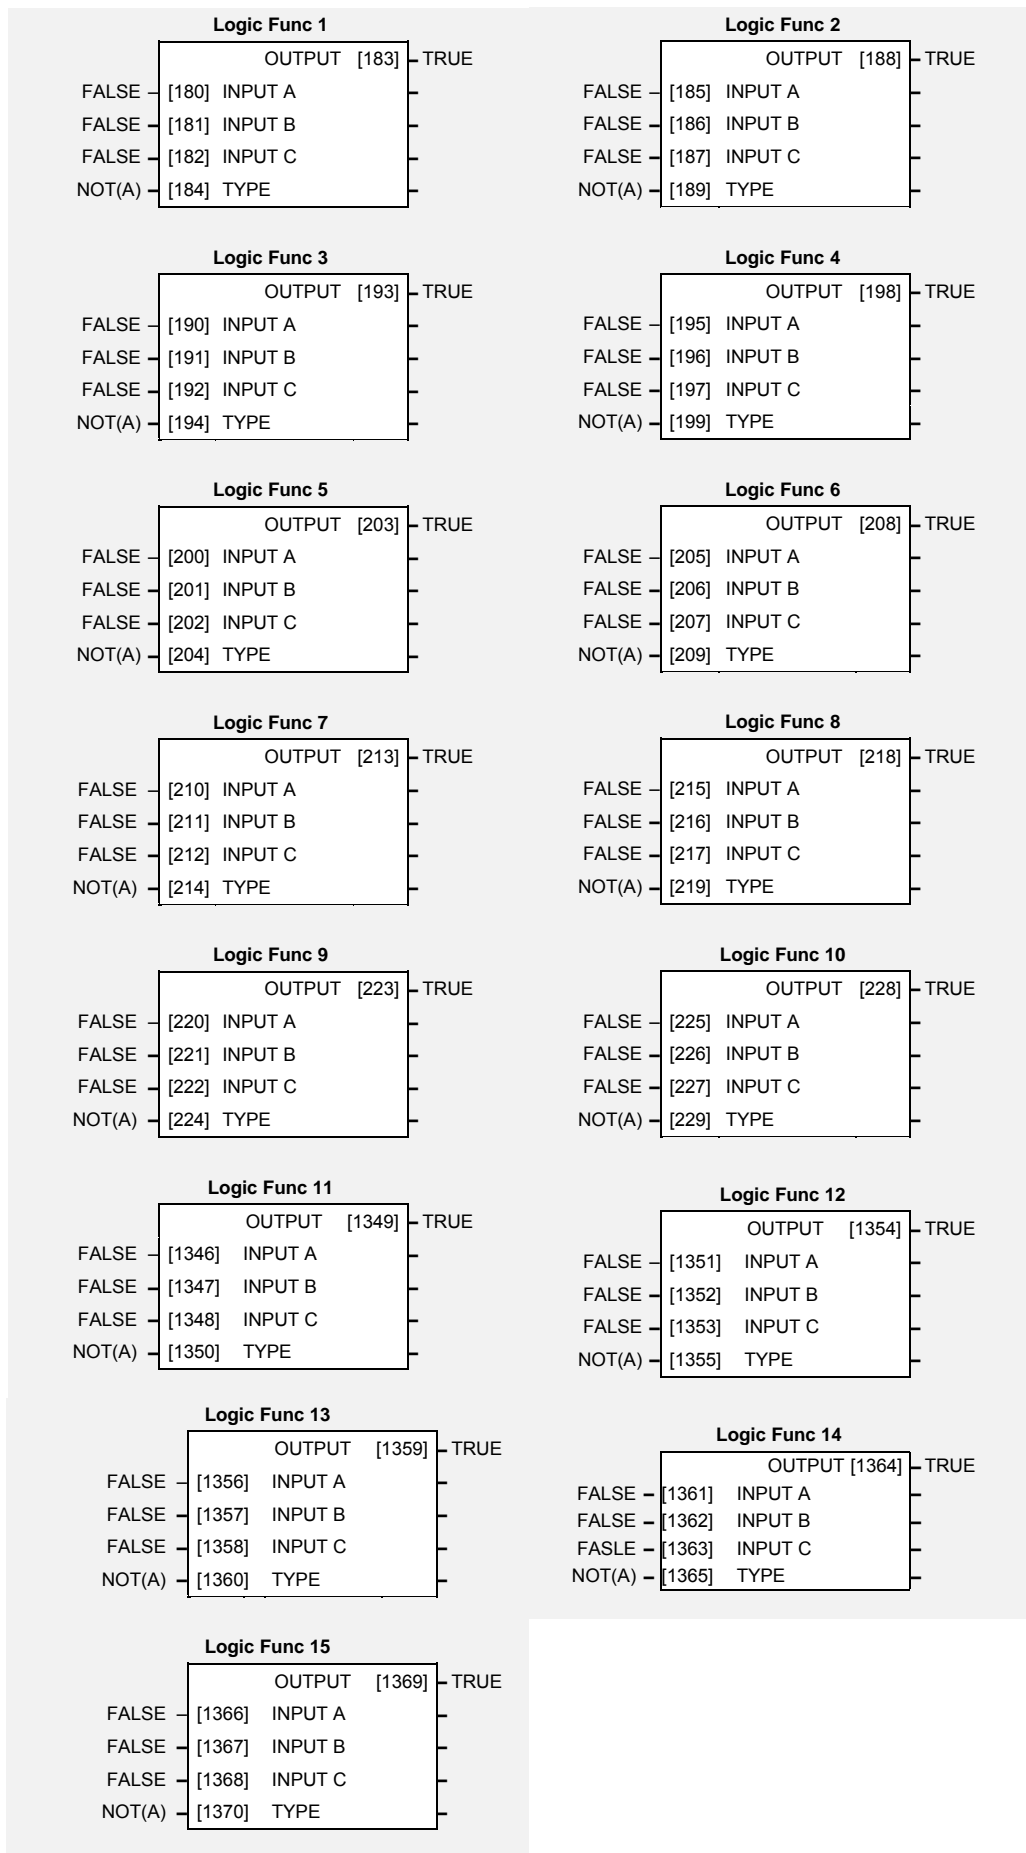 Logic Func 1
OUTPUT [183] TRUE
FALSE [180] INPUT A
FALSE [181] INPUT B
FALSE [182] INPUT C
NOT(A) [184] TYPE
Logic Func 2
OUTPUT [188] TRUE
FALSE [185] INPUT A
FALSE [186] INPUT B
FALSE [187] INPUT C
NOT(A) [189] TYPE
Logic Func 3
OUTPUT [193] TRUE
FALSE [190] INPUT A
FALSE [191] INPUT B
FALSE [192] INPUT C
NOT(A) [194] TYPE
Logic Func 4
OUTPUT [198] TRUE
FALSE [195] INPUT A
FALSE [196] INPUT B
FALSE [197] INPUT C
NOT(A) [199] TYPE
Logic Func 5
OUTPUT [203] TRUE
FALSE [200] INPUT A
FALSE [201] INPUT B
FALSE [202] INPUT C
NOT(A) [204] TYPE
Logic Func 6
OUTPUT [208] TRUE
FALSE [205] INPUT A
FALSE [206] INPUT B
FALSE [207] INPUT C
NOT(A) [209] TYPE
Logic Func 7
OUTPUT [213] TRUE
FALSE [210] INPUT A
FALSE [211] INPUT B
FALSE [212] INPUT C
NOT(A) [214] TYPE
Logic Func 8
OUTPUT [218] TRUE
FALSE [215] INPUT A
FALSE [216] INPUT B
FALSE [217] INPUT C
NOT(A) [219] TYPE
Logic Func 9
OUTPUT [223] TRUE
FALSE [220] INPUT A
FALSE [221] INPUT B
FALSE [222] INPUT C
NOT(A) [224] TYPE
Logic Func 10
OUTPUT [228] TRUE
FALSE [225] INPUT A
FALSE [226] INPUT B
FALSE [227] INPUT C
NOT(A) [229] TYPE
Logic Func 11
OUTPUT [1349] TRUE
FALSE [1346] INPUT A
FALSE [1347] INPUT B
FALSE [1348] INPUT C
NOT(A) [1350] TYPE
Logic Func 12
OUTPUT [1354] TRUE
FALSE [1351] INPUT A
FALSE [1352] INPUT B
FALSE [1353] INPUT C
NOT(A) [1355] TYPE
Logic Func 13
OUTPUT [1359] TRUE
FALSE [1356] INPUT A
FALSE [1357] INPUT B
FALSE [1358] INPUT C
NOT(A) [1360] TYPE
Logic Func 14
OUTPUT [1364] TRUE
FALSE [1361] INPUT A
FALSE [1362] INPUT B
FASLE [1363] INPUT C
NOT(A) [1365] TYPE
Logic Func 15
OUTPUT [1369] TRUE
FALSE [1366] INPUT A
FALSE [1367] INPUT B
FALSE [1368] INPUT C
NOT(A) [1370] TYPE